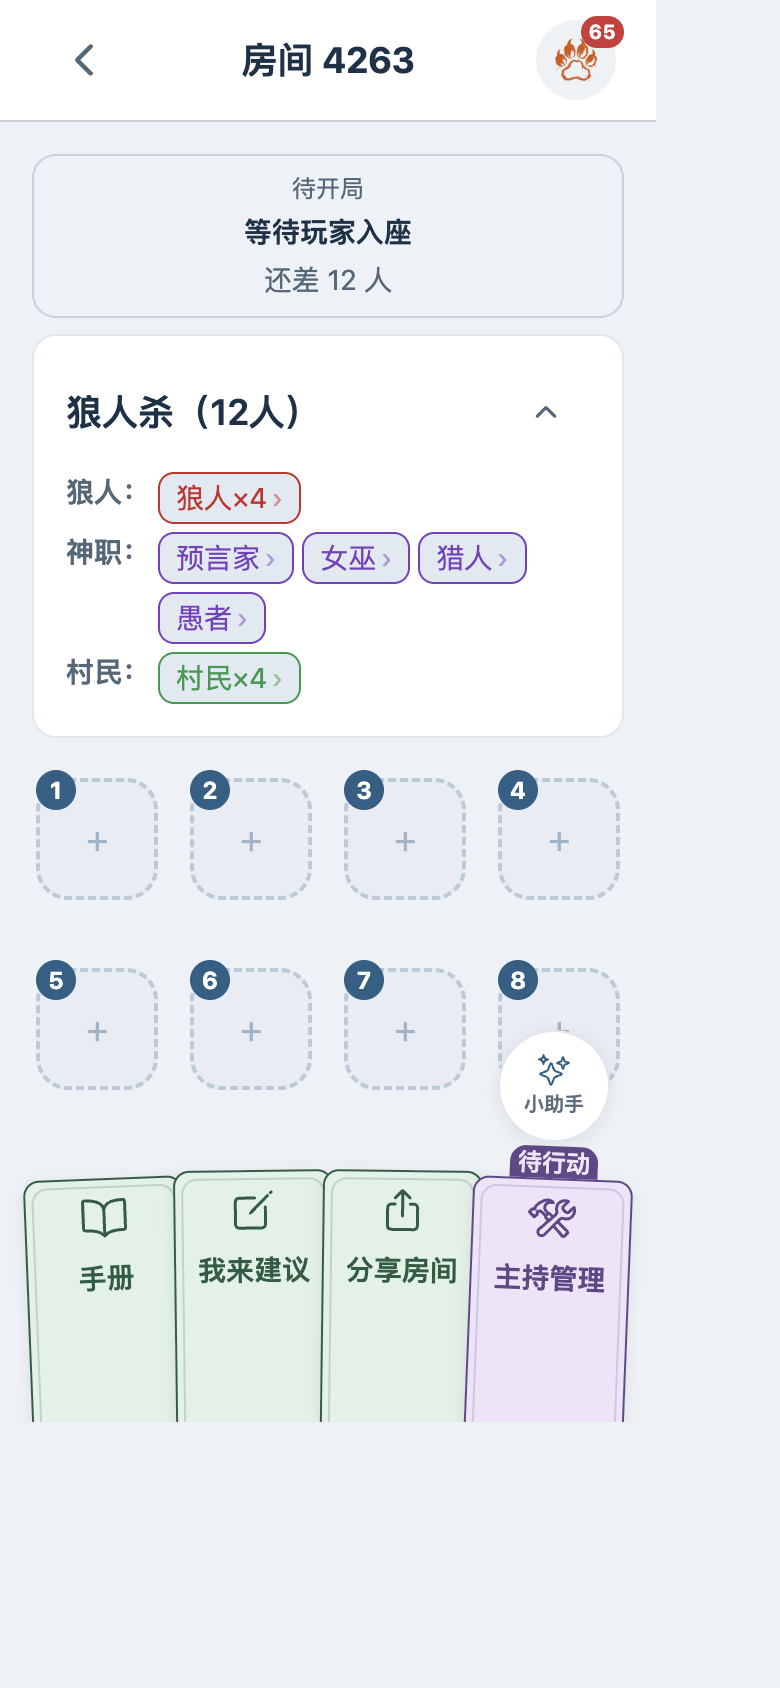 房间 4263
65
待开局
等待玩家入座
还差 12 人
狼人杀（12人）
狼人： 狼人×4 ›
神职： 预言家 › 女巫 › 猎人 ›
愚者 ›
村民： 村民×4 ›
1 2 3 4
+ + + +
5 6 7 8
+ + +
小助手
待行动
手册 我来建议 分享房间 主持管理